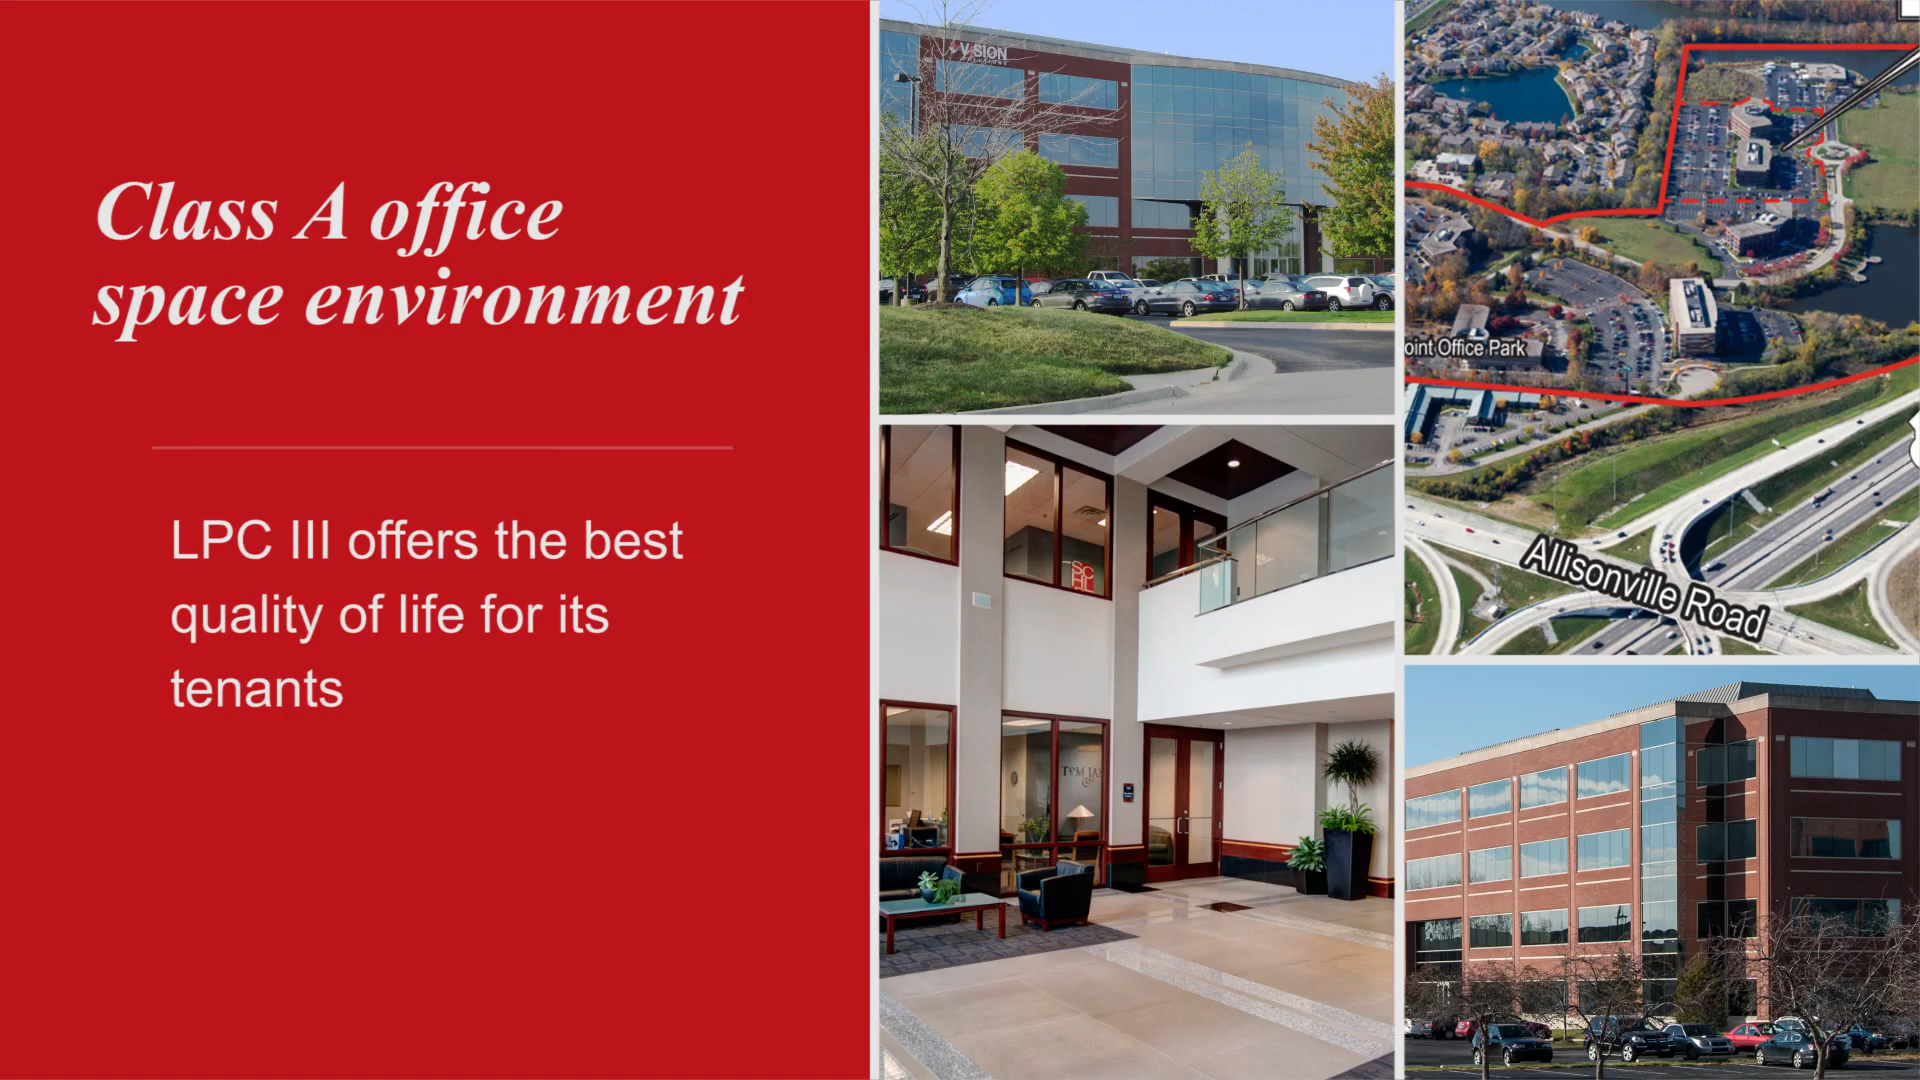 Class A office
space environment
LPC III offers the best
quality of life for its
tenants
VISION
SOLUTIONS
oint Office Park
Allisonville Road